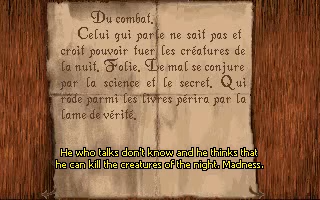 Du combat.
Celui qui parle ne sait pas et
croit pouvoir tuer les créatures de
la nuit. Folie. Le mal se conjure
par la science et le secret. Qui
rode parmi les livres périra par la
lame de vérité.
He who talks don't know and he thinks that
he can kill the creatures of the night. Madness.